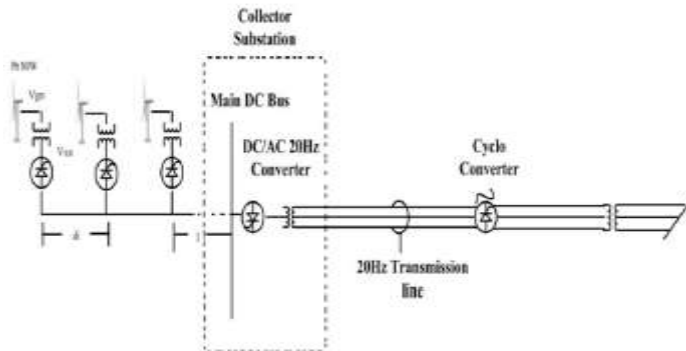 Collector
Substation
Main DC Bus
DC/AC 20Hz
Converter
Cyclo
Converter
20Hz Transmission
line